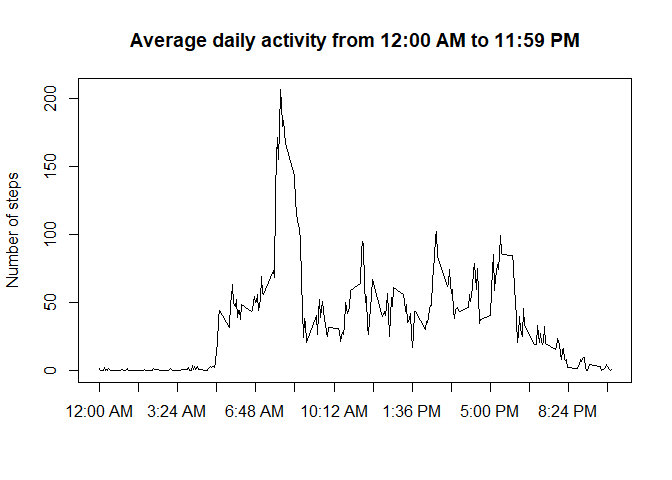 Average daily activity from 12:00 AM to 11:59 PM
Number of steps
200
150
100
50
0
12:00 AM 3:24 AM 6:48 AM 10:12 AM 1:36 PM 5:00 PM 8:24 PM